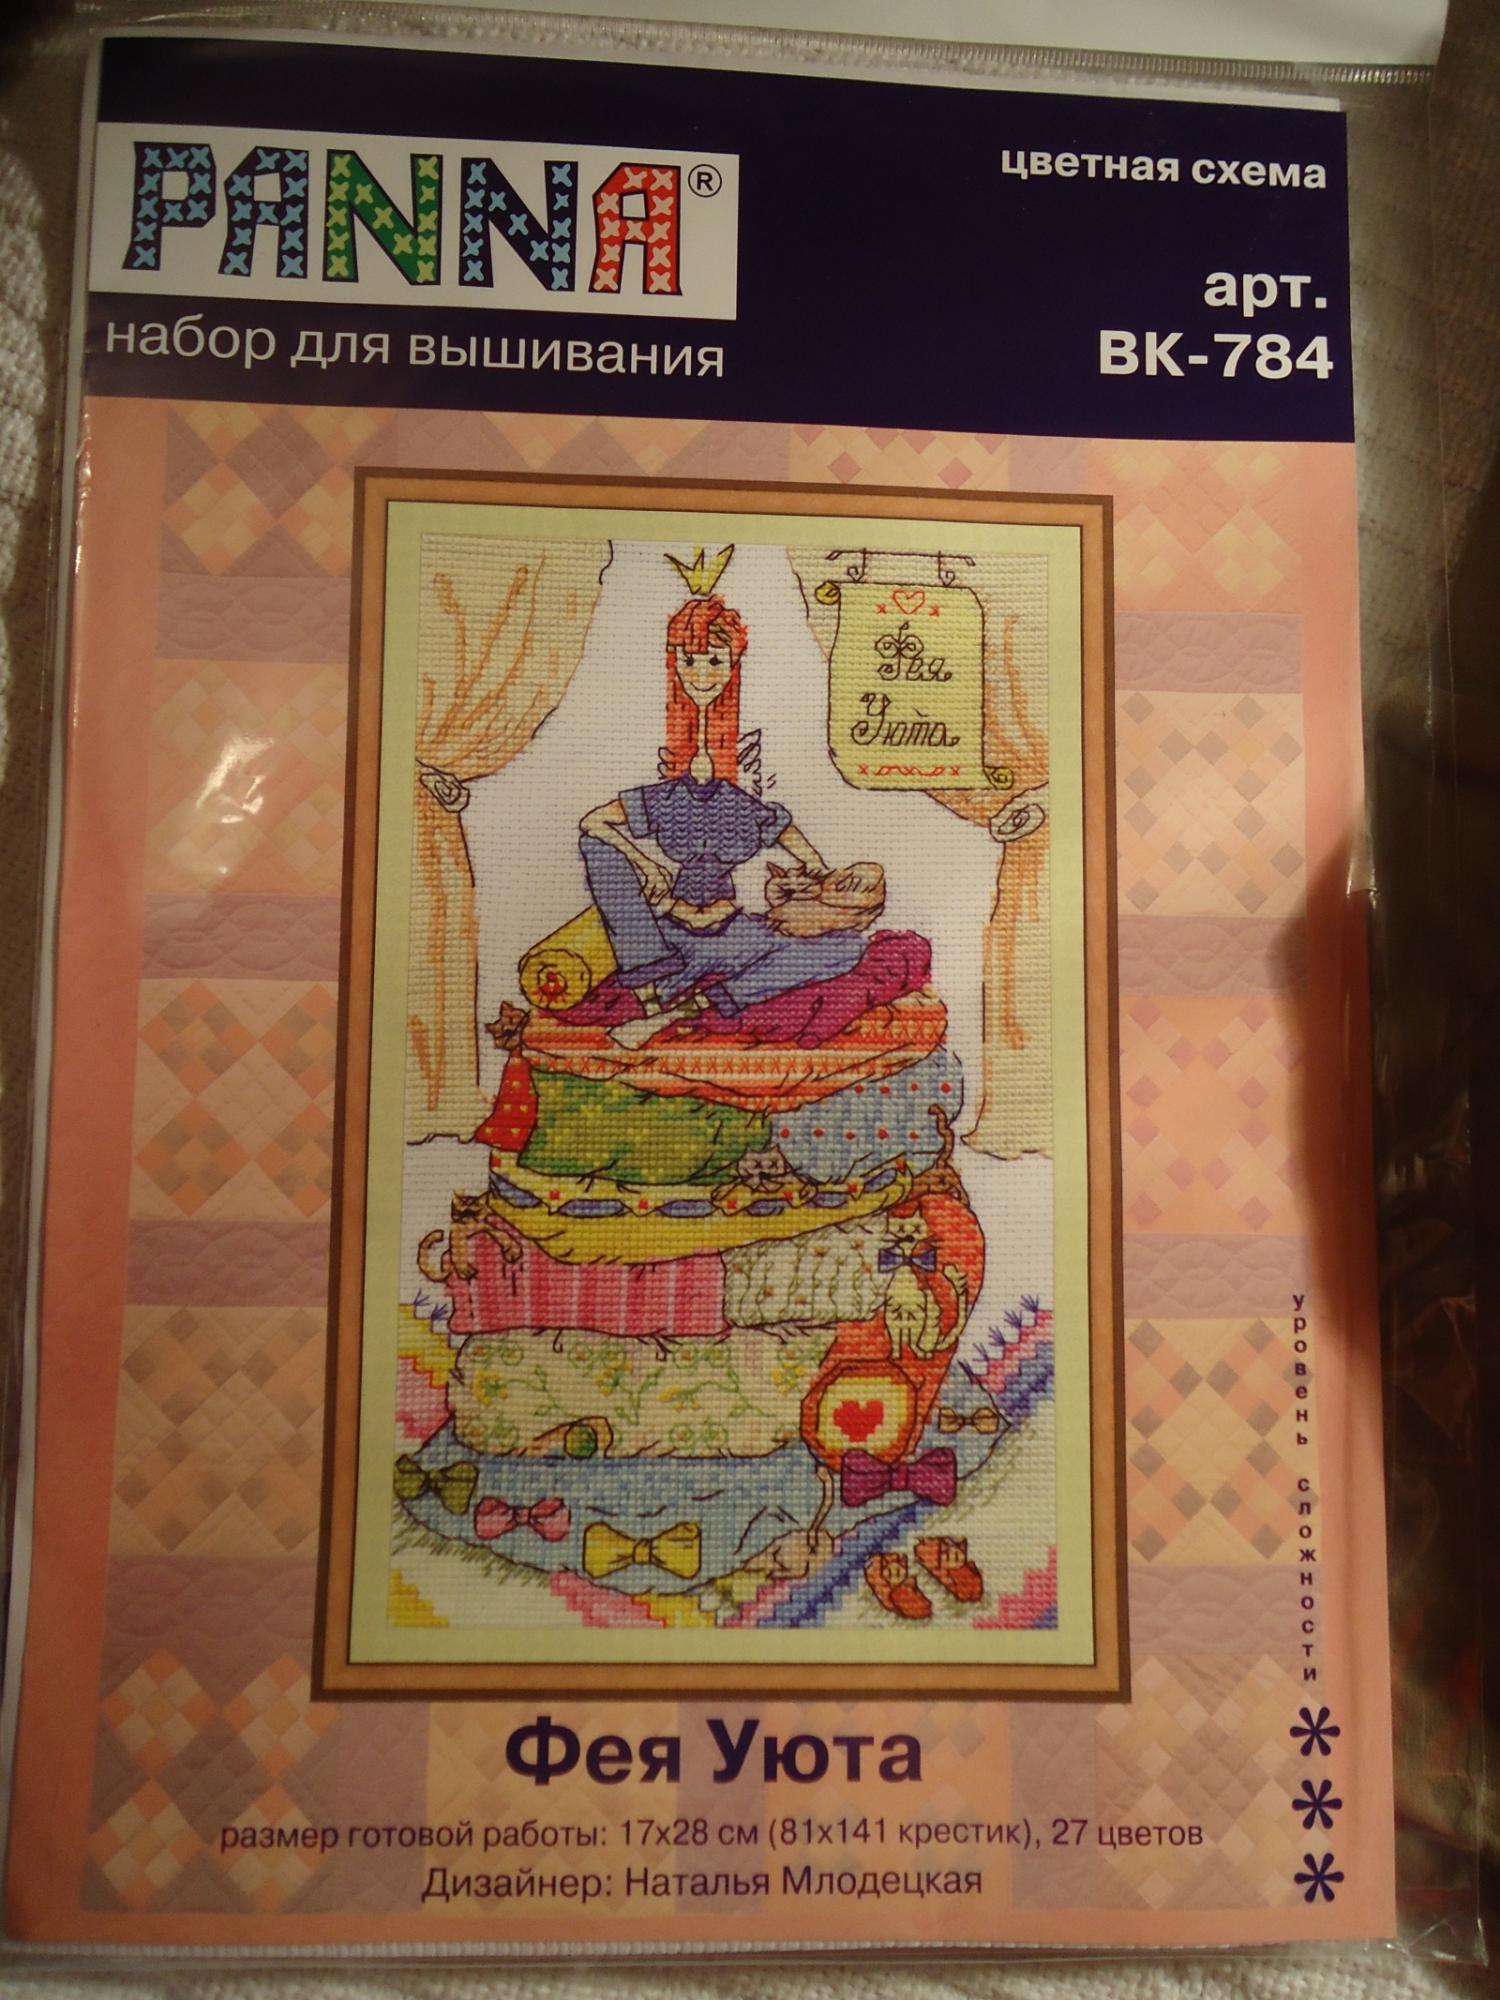 PANNA®
цветная схема
арт.
ВК-784
набор для вышивания
Фея
Уюта
уровень сложности
***
Фея Уюта
размер готовой работы: 17х28 см (81х141 крестик), 27 цветов
Дизайнер: Наталья Млодецкая